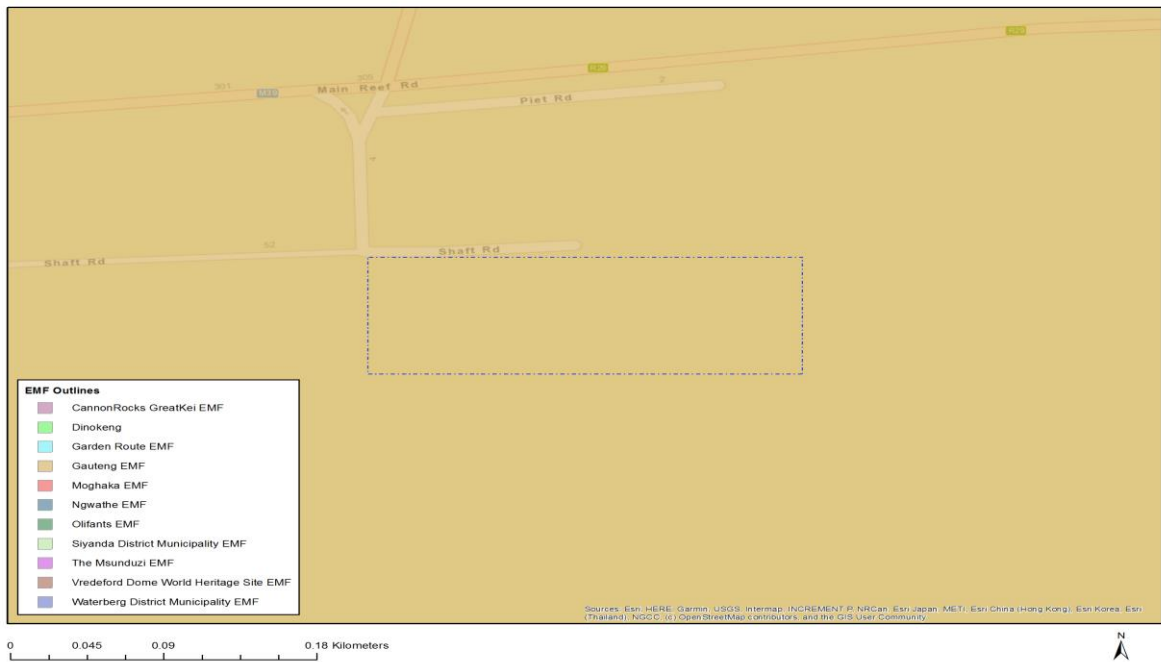 R29
R29
2
305
301
M10
Main Reef Rd
Piet Rd
52
Shaft Rd
Shaft Rd
EMF Outlines
CannonRocks GreatKei EMF
Dinokeng
Garden Route EMF
Gauteng EMF
Moghaka EMF
Ngwathe EMF
Olifants EMF
Siyanda District Municipality EMF
The Msunduzi EMF
Vredeford Dome World Heritage Site EMF
Waterberg District Municipality EMF
Sources: Esri, HERE, Garmin, USGS, Intermap, INCREMENT P, NRCan, Esri Japan, METI, Esri China (Hong Kong), Esri Korea, Esri
(Thailand), NGCC, (c) OpenStreetMap contributors, and the GIS User Community
0 0.045 0.09 0.18 Kilometers
N